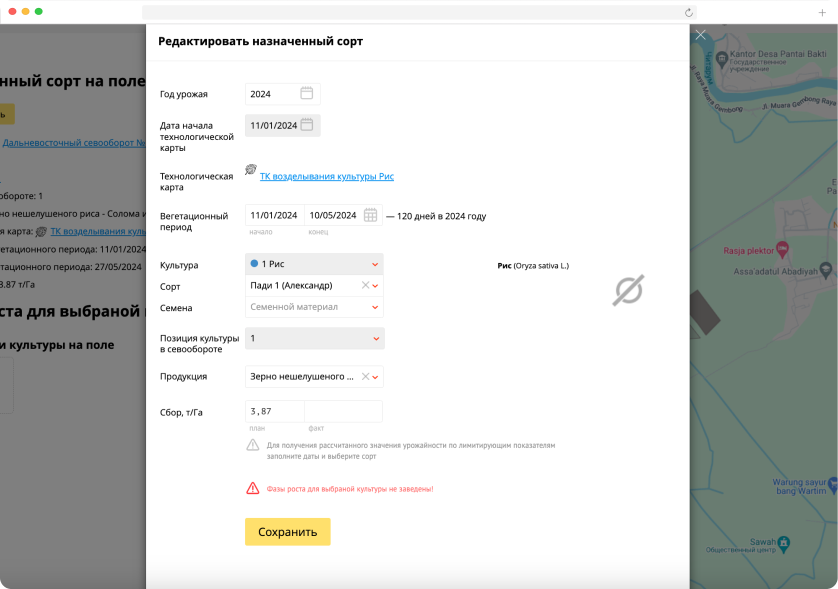 Редактировать назначенный сорт
нный сорт на поле
Дальневосточный севооборот №
обороте: 1
но нешелушеного риса - Солома и
я карта: ТК возделывания куль
етационного периода: 11/01/2024
тационного периода: 27/05/2024
3.87 т/Га
ста для выбраной
и культуры на поле
Год урожая
2024
Дата начала
технологической
карты
11/01/2024
Технологическая
карта
ТК возделывания культуры Рис
Вегетационный
период
11/01/2024 10/05/2024 — 120 дней в 2024 году
начало конец
Культура
1 Рис
Рис (Oryza sativa L.)
Сорт
Пади 1 (Александр)
Семена
Семенной материал
Позиция культуры
в севообороте
1
Продукция
Зерно нешелушеного ...
Сбор, т/Га
3,87
план факт
Для получения рассчитанного значения урожайности по лимитирующим показателям
заполните даты и выберите сорт
Фазы роста для выбраной культуры не заведены!
Сохранить
Kantor Desa Pantai Bakti
Государственное
учреждение
Jl. Raya Muara Gembong
Jl. Muara Gembong Raya
Rasja plektor
Assa'adatul Abadiyah
Warung sayur
bang Wartim
Sawah
Общественный центр